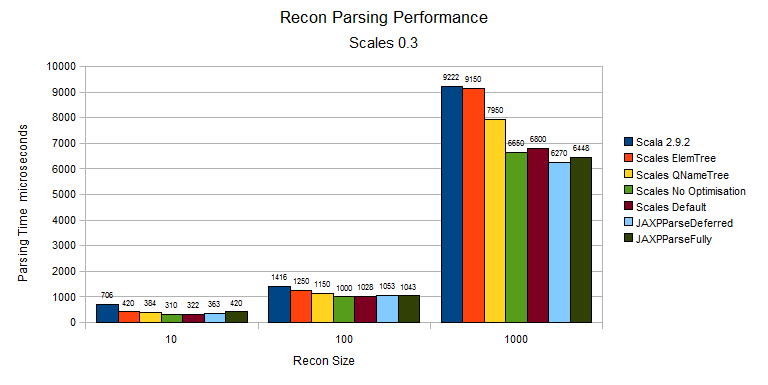 Recon Parsing Performance
Scales 0.3
Parsing Time microseconds
10000
9000
8000
7000
6000
5000
4000
3000
2000
1000
0
706 420 384 310 322 363 420
1416 1250 1150 1000 1028 1053 1043
9222 9150 7950 6650 6800 6270 6448
10 100 1000
Recon Size
Scala 2.9.2
Scales ElemTree
Scales QNameTree
Scales No Optimisation
Scales Default
JAXPParseDeferred
JAXPParseFully